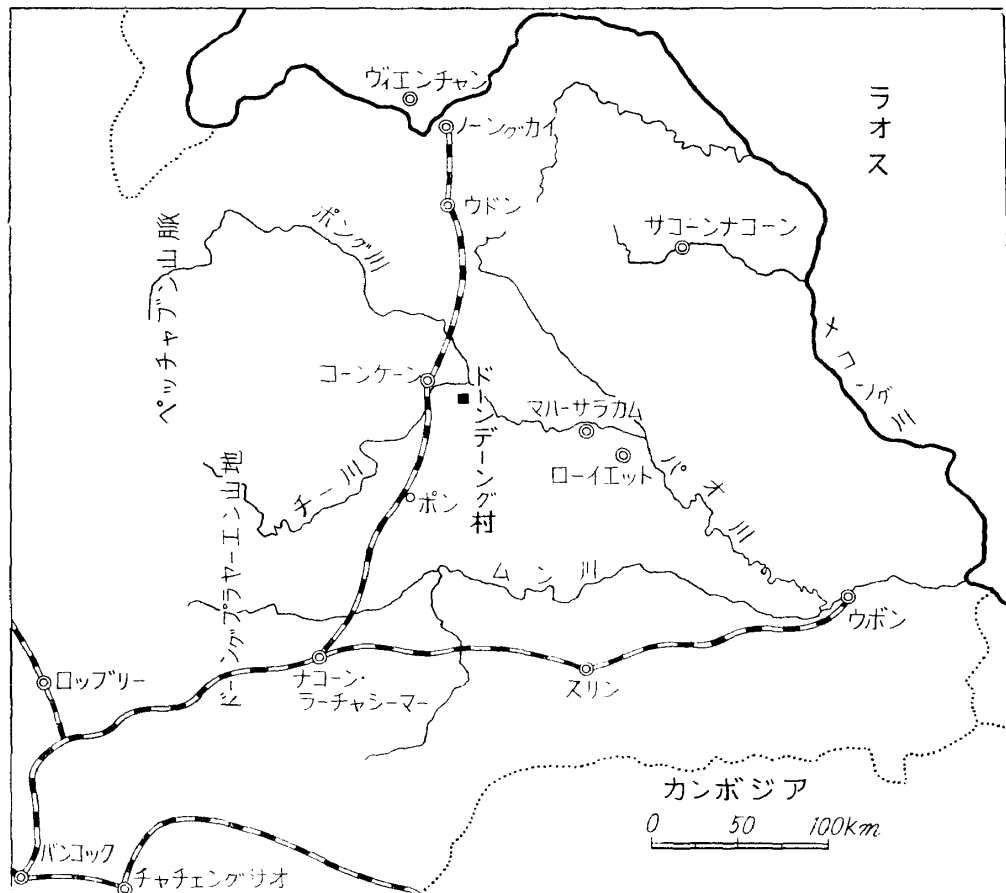 ヴィエンチャン
ノーングカイ
ラオス
ウドン
サコーンナコーン
ポング川
ペッチャブン山脈
メコング川
コーンケーン
ドーンデーング村
マハーサラカム
ローイエット
パオ川
チー川
ポン
ドーングプラヤーエン山地
ムン川
ウボン
ナコーン・
ラーチャシーマー
スリン
ロップリー
カンボジア
0 50 100km
バンコック
チャチェングサオ